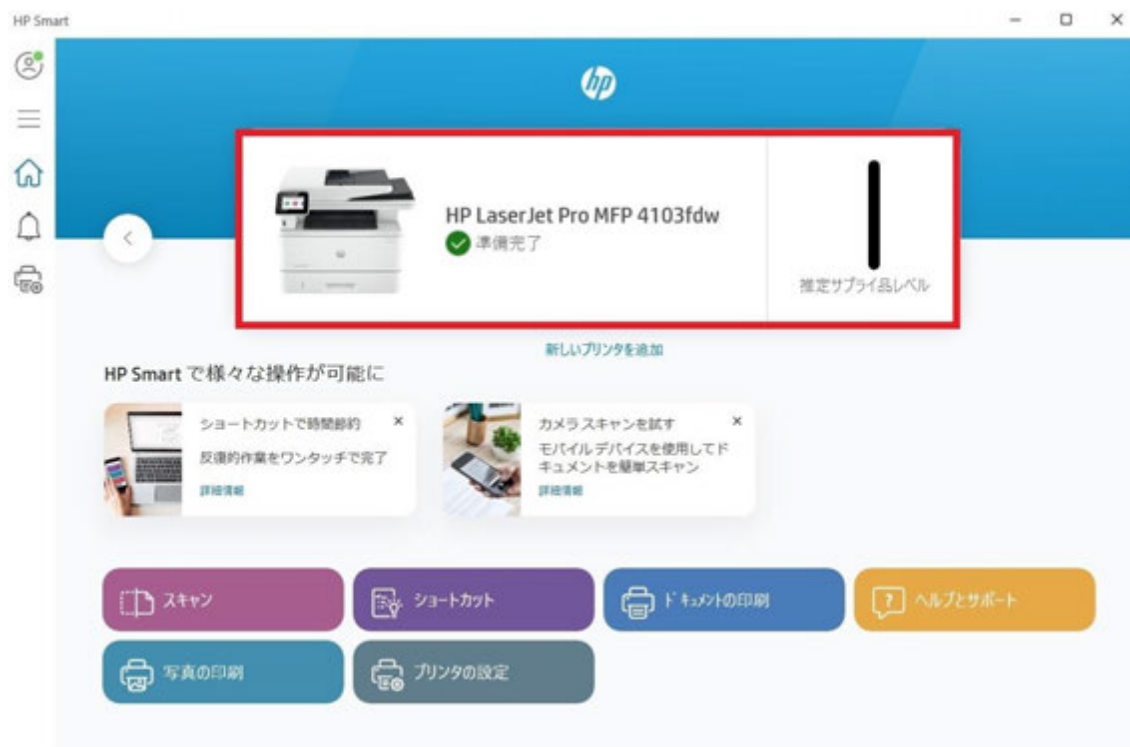 HP Smart
hp
HP LaserJet Pro MFP 4103fdw
準備完了
推定サプライ品レベル
新しいプリンタを追加
HP Smart で様々な操作が可能に
ショートカットで時間節約
反復的作業をワンタッチで完了
詳細情報
カメラスキャンを試す
モバイル デバイスを使用してド
キュメントを簡単スキャン
詳細情報
スキャン
ショートカット
ドキュメントの印刷
ヘルプとサポート
写真の印刷
プリンタの設定